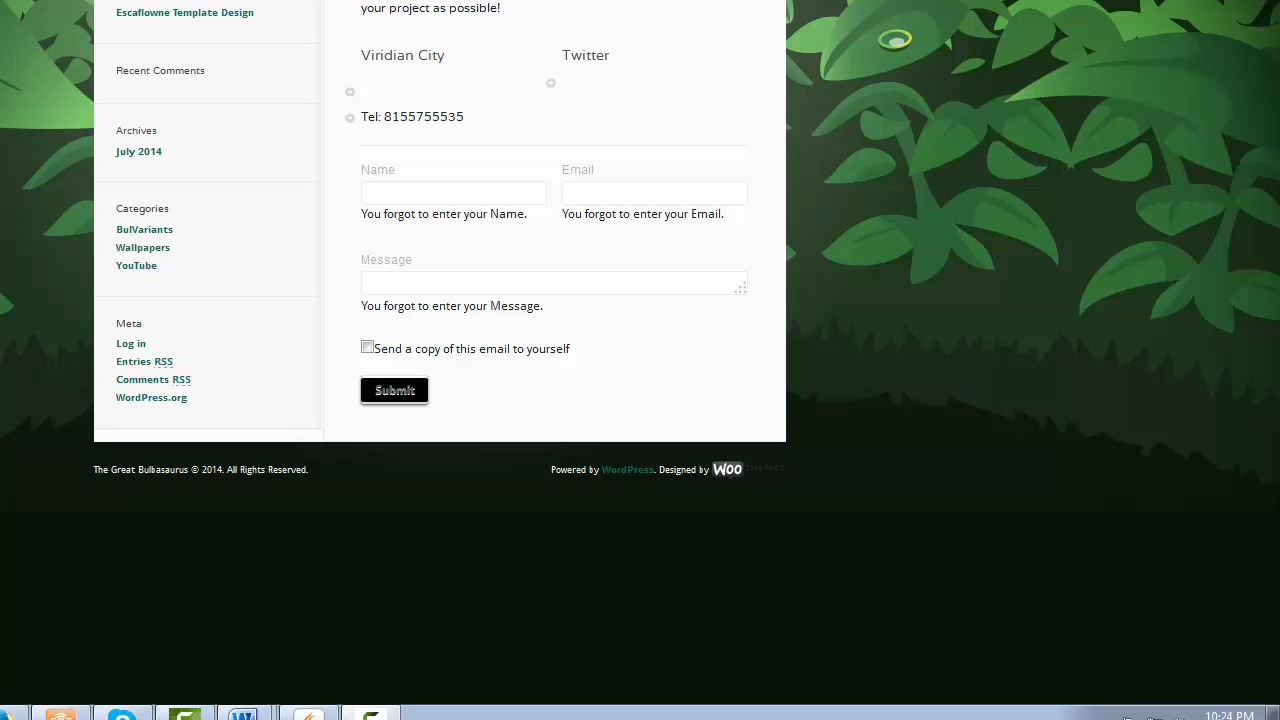 Escaflowne Template Design
Recent Comments
Archives
July 2014
Categories
BulVariants
Wallpapers
YouTube
Meta
Log in
Entries RSS
Comments RSS
WordPress.org
your project as possible!
Viridian City
Twitter
Tel: 8155755535
Name
Email
You forgot to enter your Name.
You forgot to enter your Email.
Message
You forgot to enter your Message.
Send a copy of this email to yourself
Submit
The Great Bulbasaurus © 2014. All Rights Reserved.
Powered by WordPress. Designed by WOO
10:24 PM